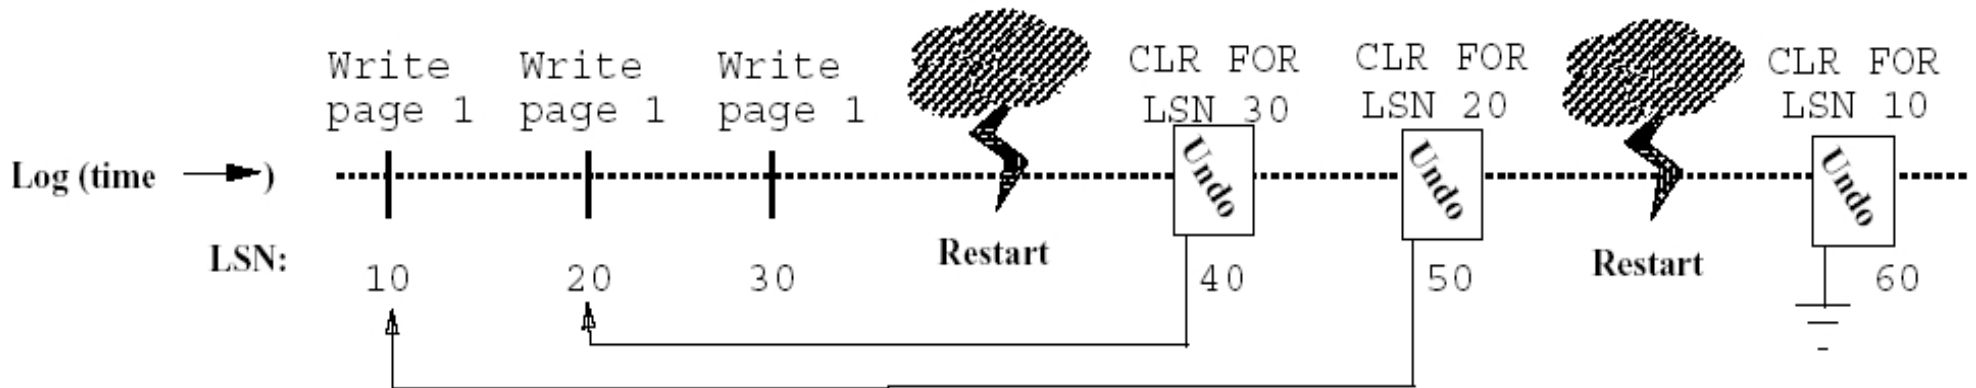 Write
page 1
Write
page 1
Write
page 1
CLR FOR
LSN 30
CLR FOR
LSN 20
CLR FOR
LSN 10
Log (time )
Undo
Undo
Undo
Restart
Restart
LSN:
10
20
30
40
50
60